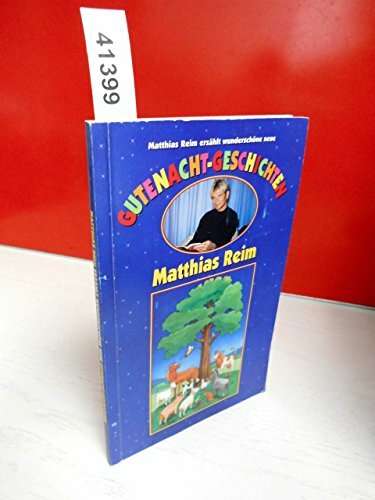 41399
Matthias Reim erzählt wunderschöne neue
GUTENACHT-GESCHICHTEN
Matthias Reim